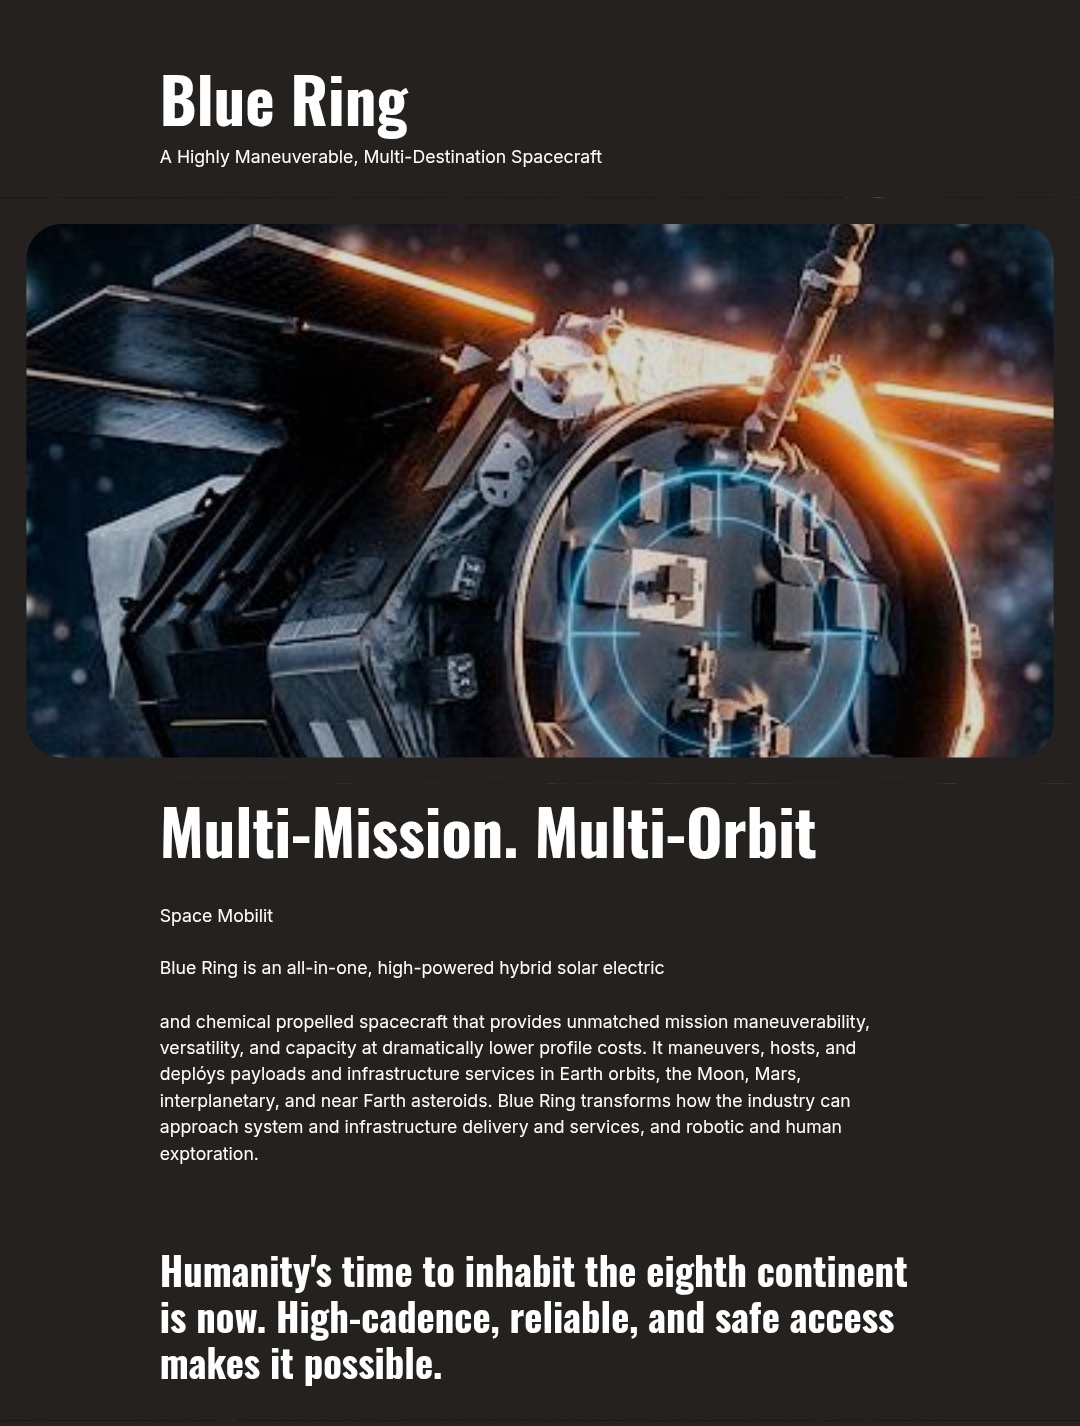 Blue Ring
A Highly Maneuverable, Multi-Destination Spacecraft
Multi-Mission. Multi-Orbit
Space Mobilit
Blue Ring is an all-in-one, high-powered hybrid solar electric
and chemical propelled spacecraft that provides unmatched mission maneuverability,
versatility, and capacity at dramatically lower profile costs. It maneuvers, hosts, and
deplóys payloads and infrastructure services in Earth orbits, the Moon, Mars,
interplanetary, and near Farth asteroids. Blue Ring transforms how the industry can
approach system and infrastructure delivery and services, and robotic and human
exptoration.
Humanity's time to inhabit the eighth continent
is now. High-cadence, reliable, and safe access
makes it possible.